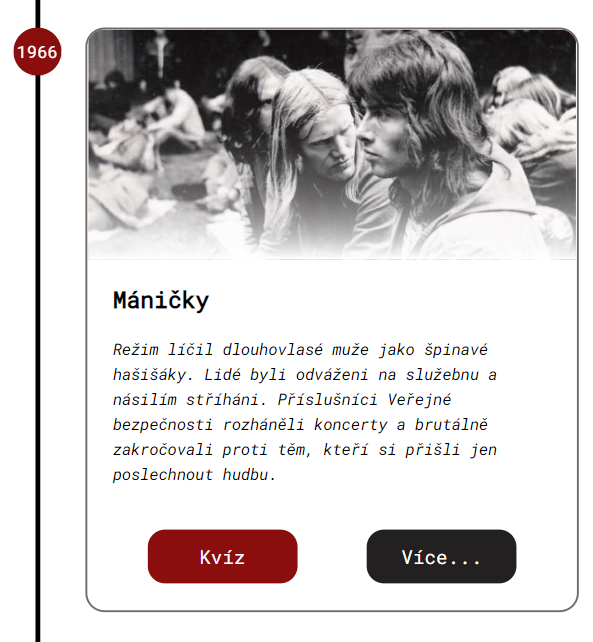 1966
Máničky
Režim líčil dlouhovlasé muže jako špinavé
hašišáky. Lidé byli odváženi na služebnu a
násilím stříháni. Příslušníci Veřejné
bezpečnosti rozháněli koncerty a brutálně
zakročovali proti těm, kteří si přišli jen
poslechnout hudbu.
Kvíz
Více...